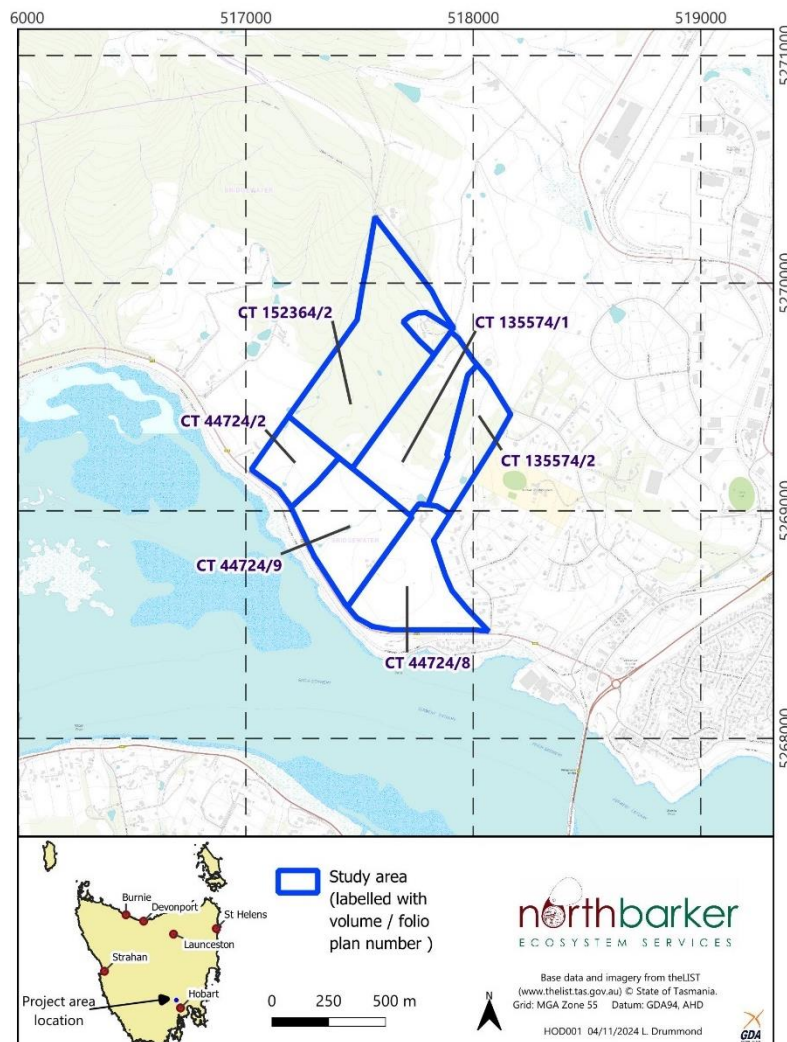 6000
517000
518000
519000
5271000
BRIDGEWATER
5270000
CT 152364/2
CT 135574/1
CT 44724/2
CT 135574/2
5269000
BRIDGEWATER
CT 44724/9
CT 44724/8
5268000
Study area
(labelled with
volume / folio
plan number )
Burnie
Devonport
St Helens
Launceston
Strahan
Hobart
Project area
location
0 250 500 m
N
northbarker
ECOSYSTEM SERVICES
Base data and imagery from theLIST
(www.thelist.tas.gov.au) © State of Tasmania.
Grid: MGA Zone 55 Datum: GDA94, AHD
HOD001 04/11/2024 L. Drummond
GDA